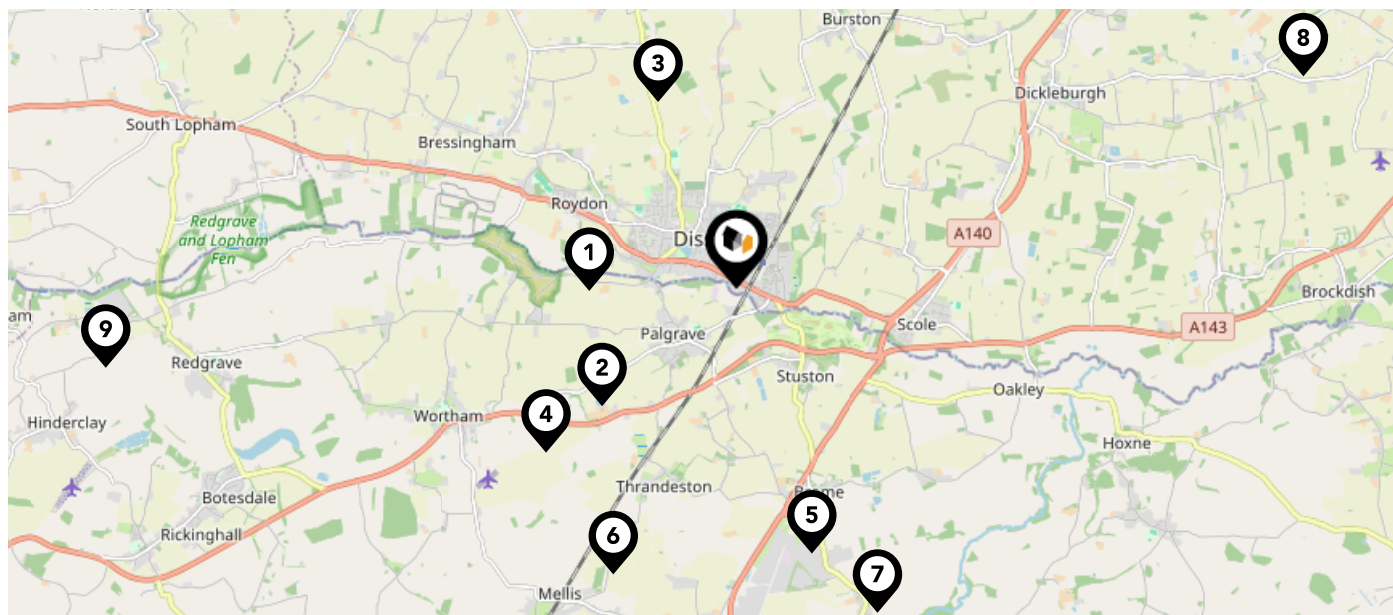 Burston
8
3
Dickleburgh
South Lopham
Bressingham
Roydon
Redgrave
and Lopham
Fen
A140
Dis
1
Brockdish
am
9
A143
Scole
Palgrave
Redgrave
2
Stuston
Oakley
4
Wortham
Hinderclay
Hoxne
Thrandeston
Botesdale
5
Rickinghall
6
7
Mellis